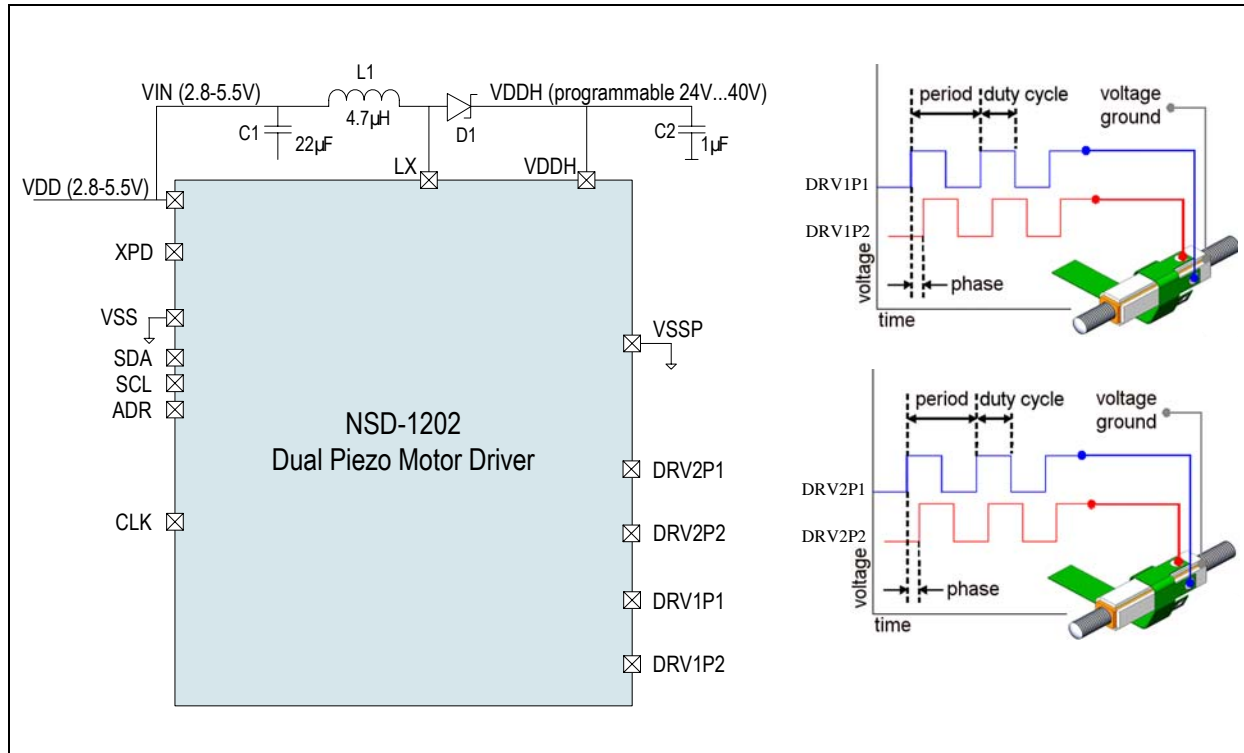 VIN (2.8-5.5V)
L1
4.7µH
C1
22µF
D1
VDDH (programmable 24V...40V)
C2
1µF
LX
VDDH
VDD (2.8-5.5V)
XPD
VSS
SDA
SCL
ADR
CLK
NSD-1202
Dual Piezo Motor Driver
VSSP
DRV2P1
DRV2P2
DRV1P1
DRV1P2
period
duty cycle
voltage
ground
DRV1P1
DRV1P2
voltage
phase
time
period
duty cycle
voltage
ground
DRV2P1
DRV2P2
voltage
phase
time